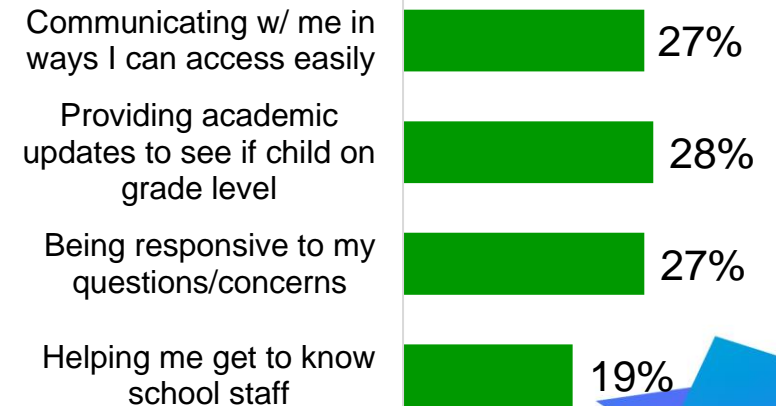 Communicating w/ me in
ways I can access easily
27%
Providing academic
updates to see if child on
grade level
28%
Being responsive to my
questions/concerns
27%
Helping me get to know
school staff
19%